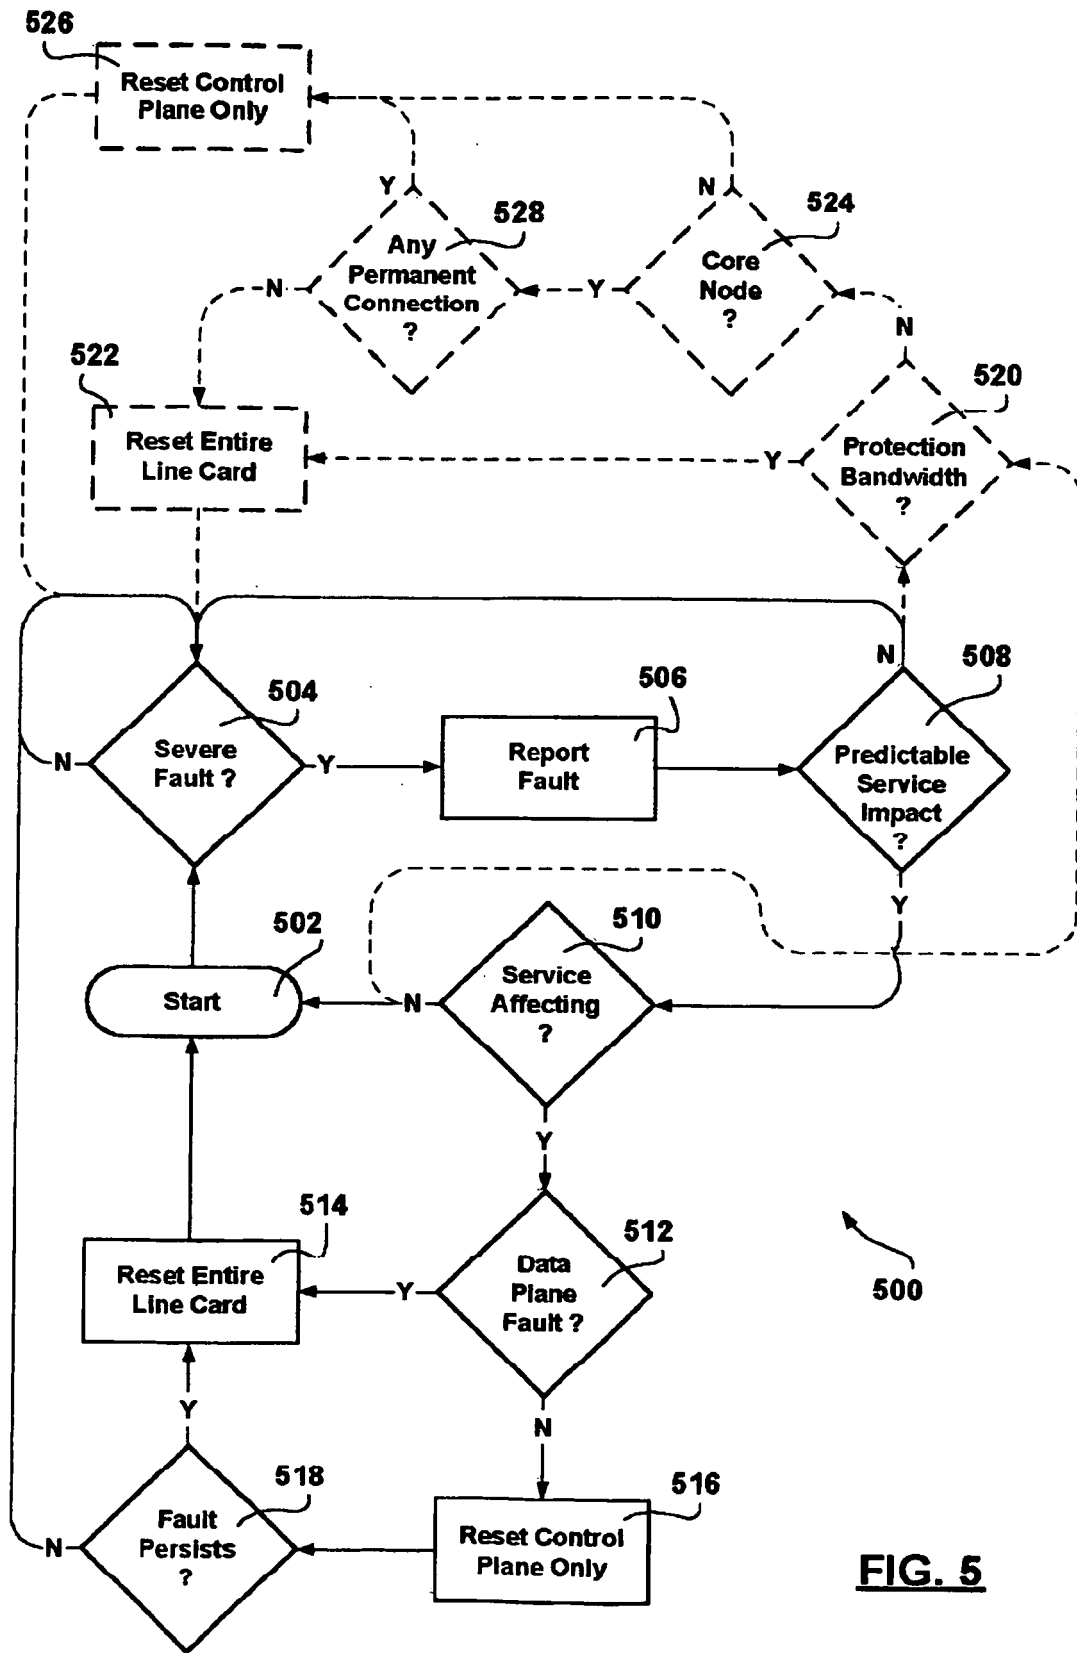 526
Reset Control
Plane Only
Y
528
Any
Permanent
Connection
?
N
524
Core
Node
?
Y
N
N
522
Reset Entire
Line Card
520
Protection
Bandwidth
?
Y
504
Severe
Fault ?
N
Y
506
Report
Fault
N
508
Predictable
Service
Impact
?
Y
502
Start
510
Service
Affecting
?
N
Y
514
Reset Entire
Line Card
512
Data
Plane
Fault ?
Y
N
500
Y
518
Fault
Persists
?
N
516
Reset Control
Plane Only
FIG. 5